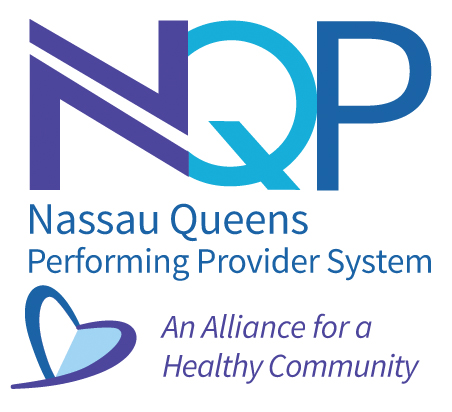 NQP
Nassau Queens
Performing Provider System
An Alliance for a
Healthy Community